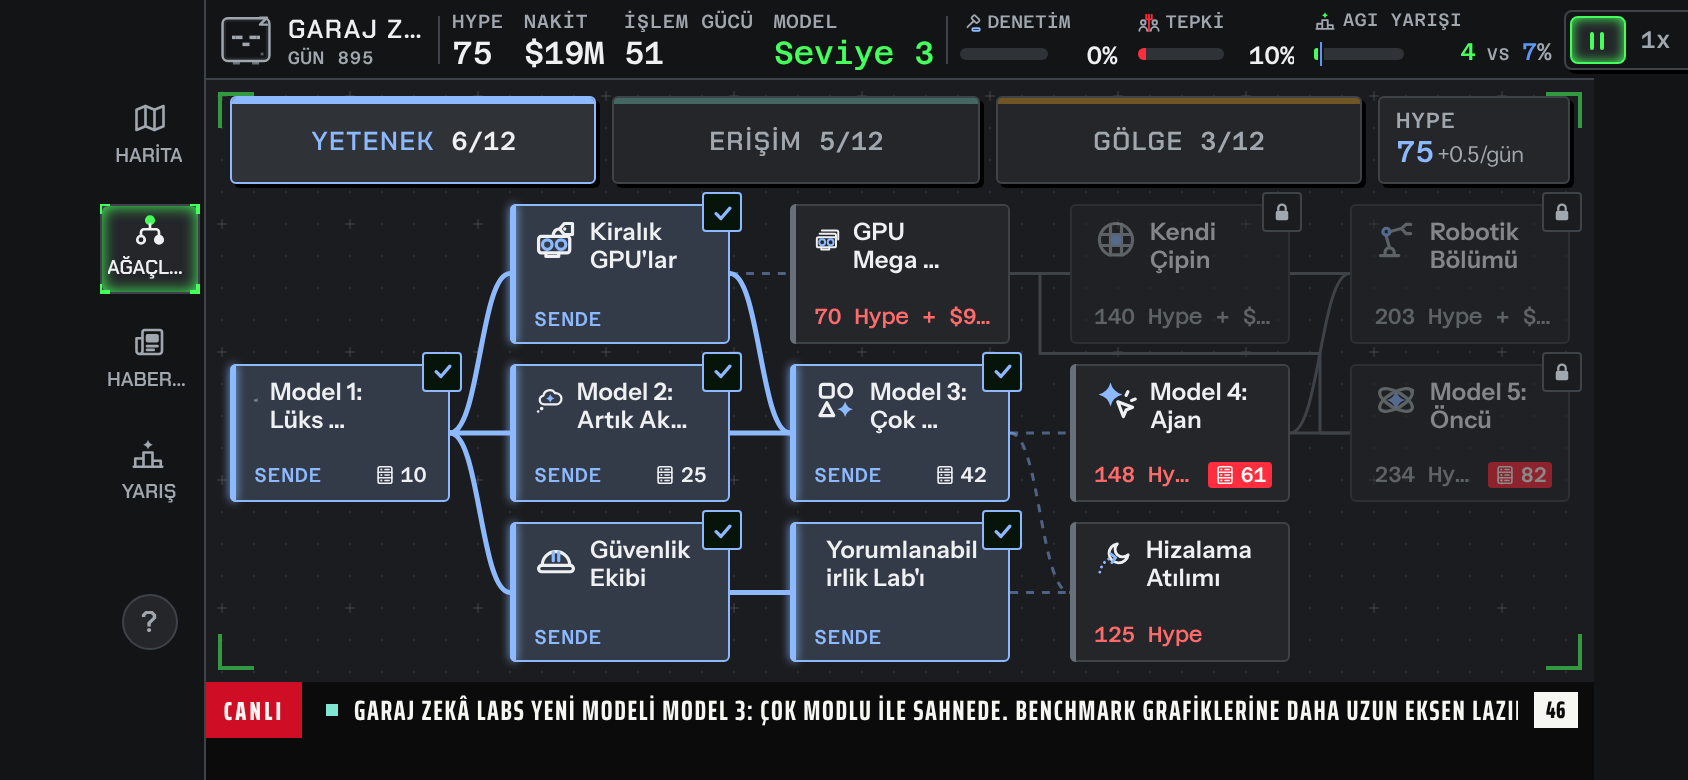 GARAJ Z...
GÜN 895
HYPE
75
NAKİT
$19M
İŞLEM GÜCÜ
51
MODEL
Seviye 3
DENETİM
0%
TEPKİ
10%
AGI YARIŞI
4 VS 7%
1x
HARİTA
AĞAÇL...
HABER...
YARIŞ
?
YETENEK 6/12
ERİŞİM 5/12
GÖLGE 3/12
HYPE
75 +0.5/gün
Kiralık
GPU'lar
SENDE
GPU
Mega ...
70 Hype + $9...
Kendi
Çipin
140 Hype + $...
Robotik
Bölümü
203 Hype + $...
Model 1:
Lüks ...
SENDE 10
Model 2:
Artık Ak...
SENDE 25
Model 3:
Çok ...
SENDE 42
Model 4:
Ajan
148 Hy... 61
Model 5:
Öncü
234 Hy... 82
Güvenlik
Ekibi
SENDE
Yorumlanabil
irlik Lab'ı
SENDE
Hizalama
Atılımı
125 Hype
CANLI
GARAJ ZEKÂ LABS YENİ MODELİ MODEL 3: ÇOK MODLU İLE SAHNEDE. BENCHMARK GRAFİKLERİNE DAHA UZUN EKSEN
46